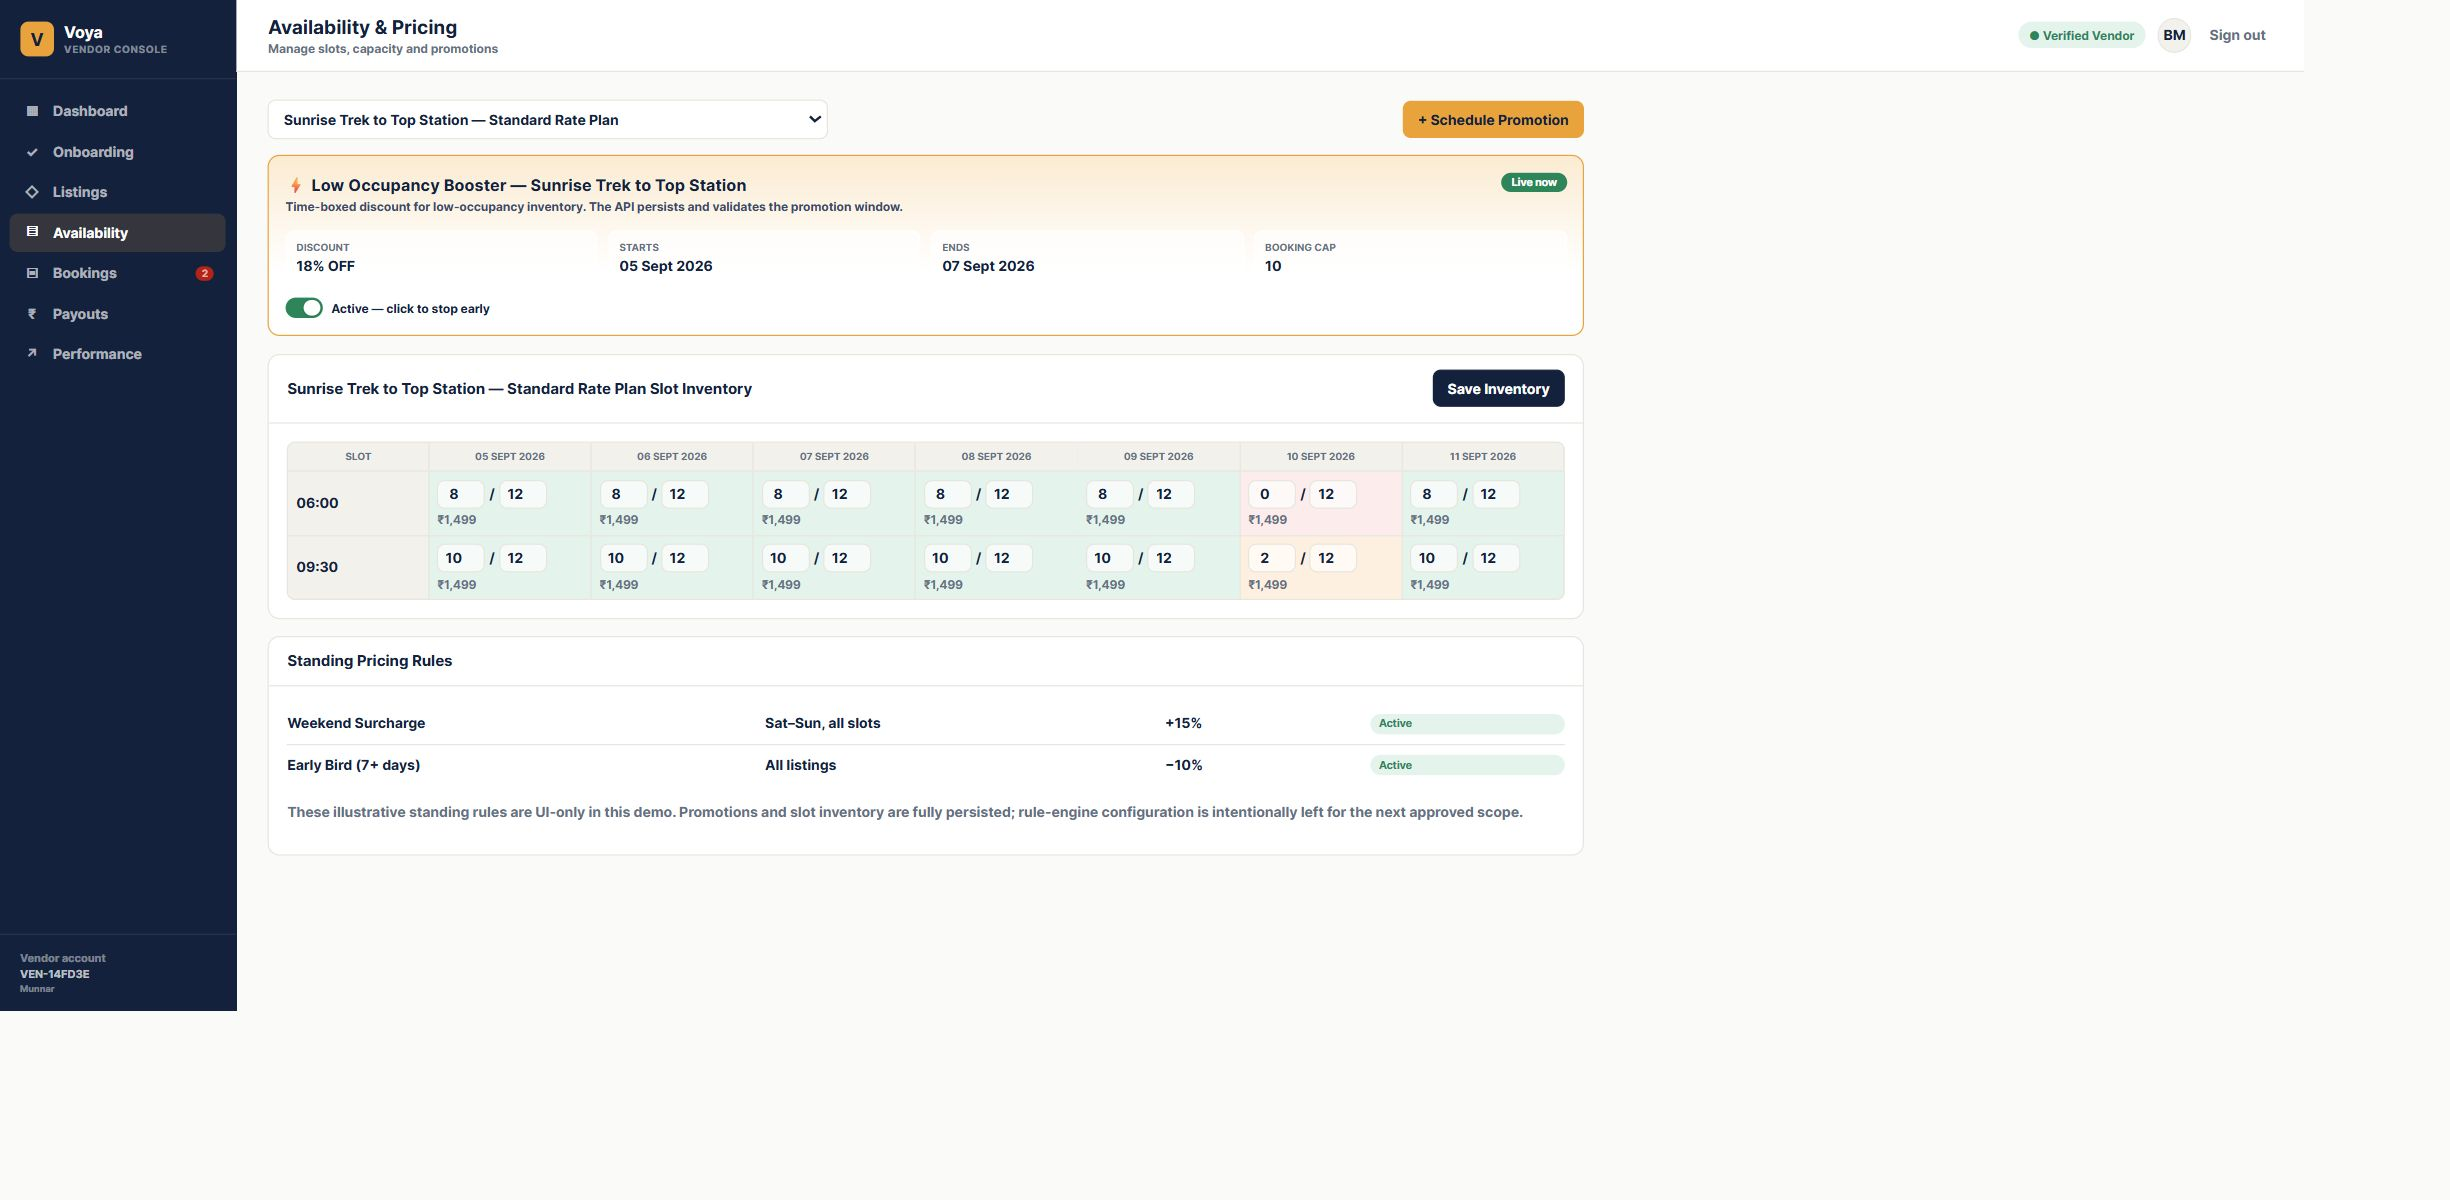 V
Voya
VENDOR CONSOLE
Dashboard
Onboarding
Listings
Availability
Bookings 2
₹ Payouts
Performance
Vendor account
VEN-14FD3E
Munnar
Availability & Pricing
Manage slots, capacity and promotions
Verified Vendor BM Sign out
Sunrise Trek to Top Station — Standard Rate Plan
+ Schedule Promotion
Low Occupancy Booster — Sunrise Trek to Top Station
Live now
Time-boxed discount for low-occupancy inventory. The API persists and validates the promotion window.
DISCOUNT STARTS ENDS BOOKING CAP
18% OFF 05 Sept 2026 07 Sept 2026 10
Active — click to stop early
Sunrise Trek to Top Station — Standard Rate Plan Slot Inventory
Save Inventory
SLOT 05 SEPT 2026 06 SEPT 2026 07 SEPT 2026 08 SEPT 2026 09 SEPT 2026 10 SEPT 2026 11 SEPT 2026
06:00 8 / 12 8 / 12 8 / 12 8 / 12 8 / 12 0 / 12 8 / 12
₹1,499 ₹1,499 ₹1,499 ₹1,499 ₹1,499 ₹1,499 ₹1,499
09:30 10 / 12 10 / 12 10 / 12 10 / 12 10 / 12 2 / 12 10 / 12
₹1,499 ₹1,499 ₹1,499 ₹1,499 ₹1,499 ₹1,499 ₹1,499
Standing Pricing Rules
Weekend Surcharge Sat–Sun, all slots +15% Active
Early Bird (7+ days) All listings −10% Active
These illustrative standing rules are UI-only in this demo. Promotions and slot inventory are fully persisted; rule-engine configuration is intentionally left for the next approved scope.